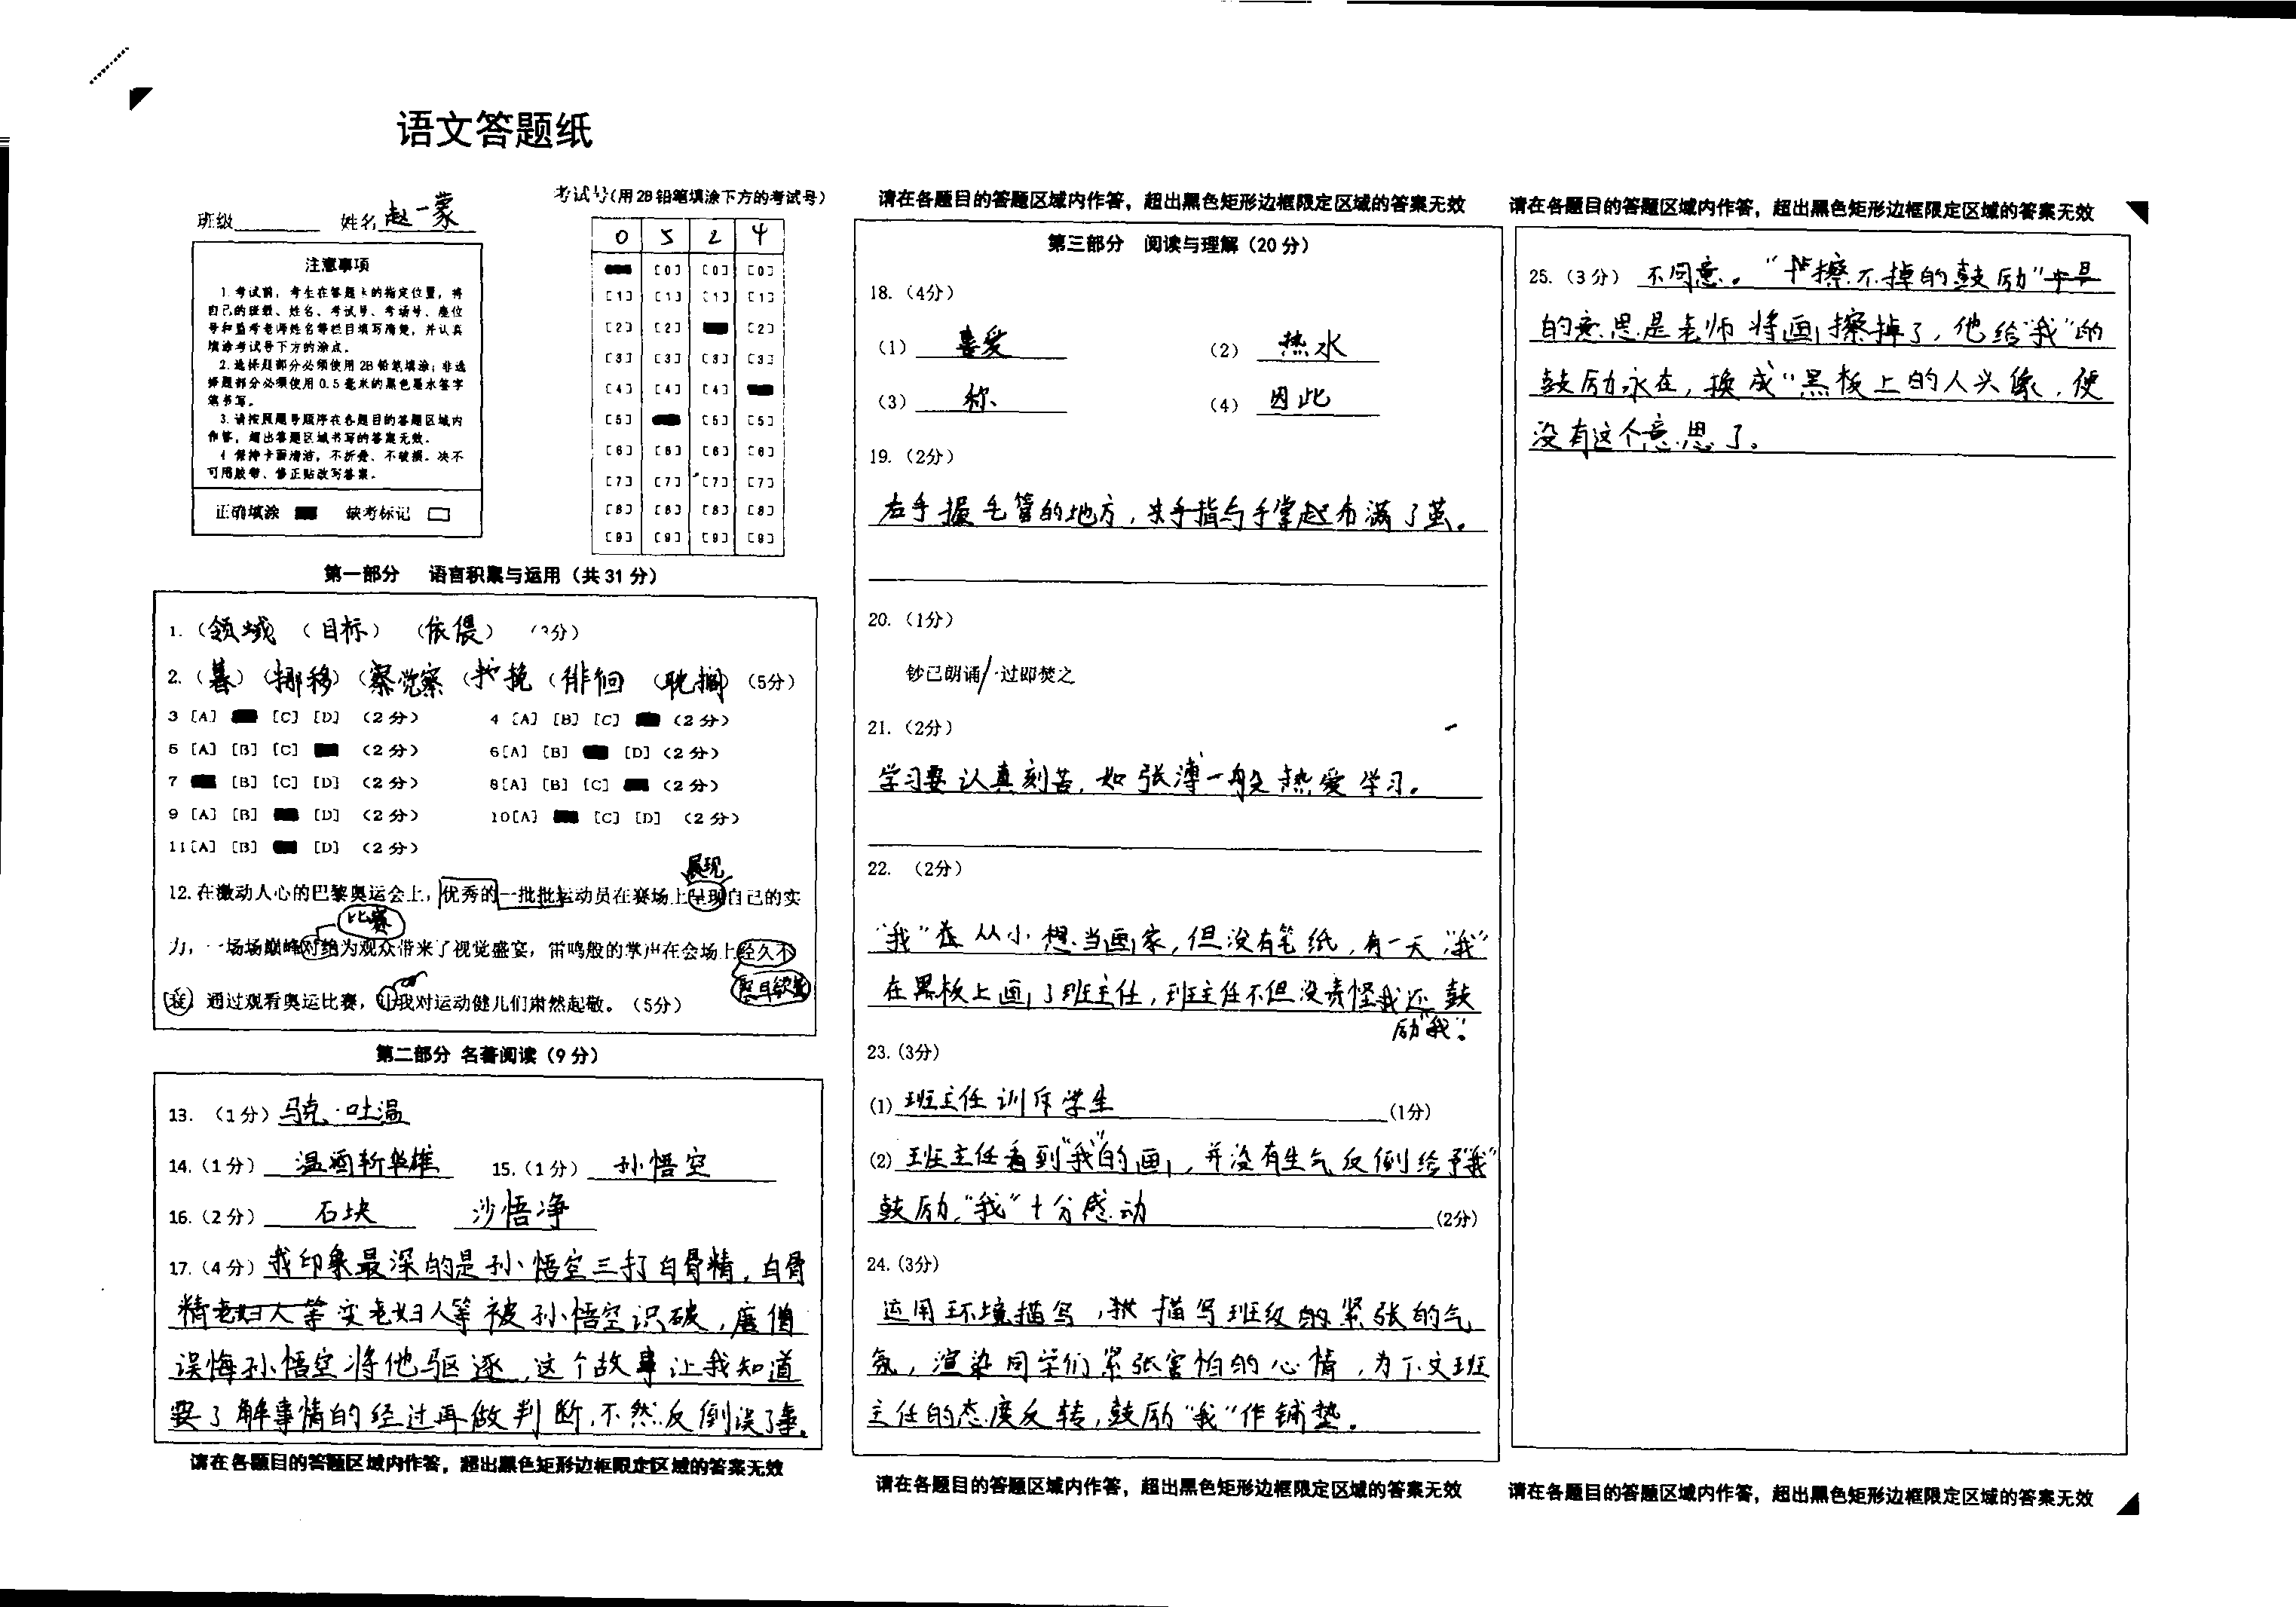 语文答题纸
班级 姓名 赵一蒙
考试号(用2B铅笔填涂下方的考试号)
0 5 2 4
[0] [0] [0]
[1] [1] [1] [1]
[2] [2] [2]
[3] [3] [3] [3]
[4] [4] [4]
[5] [5] [5]
[6] [6] [6] [6]
[7] [7] [7] [7]
[8] [8] [8] [8]
[9] [9] [9] [9]
注意事项
1.考试前，考生在答题卡的指定位置，将
自己的班级、姓名、考试号、考场号、座位
号和监考老师姓名等栏目填写清楚，并认真
填涂考试号下方的涂点。
2.选择题部分必须使用2B铅笔填涂；非选
择题部分必须使用0.5毫米的黑色墨水签字
笔书写。
3.请按照题号顺序在各题目的答题区域内
作答，超出答题区域书写的答案无效。
4 保持卡面清洁，不折叠、不破损。决不
可用胶带、修正贴改写答案。
正确填涂 缺考标记
第一部分 语言积累与运用（共31分）
1.（领域）（目标）（依偎）（3分）
2.（暮）（挪移）（察觉察（惋（徘徊（耽搁）（5分）
3 [A] [C] [D] （2分） 4 [A] [B] [C] （2分）
5 [A] [B] [C] （2分） 6[A] [B] [D]（2分）
7 [B] [C] [D] （2分） 8[A] [B] [C] （2分）
9 [A] [B] [D] （2分） 10[A] [C] [D] （2分）
11[A] [B] [D] （2分）
展现
12.在激动人心的巴黎奥运会上，优秀的一批批运动员在赛场上呈现自己的实
比赛
力，一场场巅峰对绝为观众带来了视觉盛宴，雷鸣般的掌声在会场上经久不
衰。通过观看奥运比赛，让我对运动健儿们肃然起敬。（5分）
第二部分 名著阅读（9分）
13.（1分）马克·吐温
14.（1分）温酒斩华雄 15.（1分）孙悟空
16.（2分）石块 沙悟净
17.（4分）我印象最深的是孙悟空三打白骨精，白骨
精老妇人等变老妇人等被孙悟空识破，唐僧
误悔孙悟空将他驱逐，这个故事让我知道
要了解事情的经过再做判断，不然反倒误了事。
请在各题目的答题区域内作答，超出黑色矩形边框限定区域的答案无效
请在各题目的答题区域内作答，超出黑色矩形边框限定区域的答案无效
第三部分 阅读与理解（20分）
18.（4分）
（1）喜爱 （2）热水
（3）称 （4）因此
19.（2分）
右手握毛管的地方，手指与手掌起布满了茧。
20.（1分）
钞已朗诵/一过即焚之
21.（2分）
学习要认真刻苦，如张溥一般热爱学习。
22.（2分）
“我”从小想当画家，但没有笔纸，有一天“我”
在黑板上画了班主任，班主任不但没责怪我还鼓
励“我”。
23.（3分）
(1)班主任训斥学生(1分)
(2)班主任看到“我”的画，并没有生气反倒给予“我”
鼓励，“我”十分感动(2分)
24.（3分）
运用环境描写，描写班级的紧张的气
氛，渲染同学们紧张害怕的心情，为下文班
主任的态度反转，鼓励“我”作铺垫。
请在各题目的答题区域内作答，超出黑色矩形边框限定区域的答案无效
请在各题目的答题区域内作答，超出黑色矩形边框限定区域的答案无效
25.（3分）不同意。“擦不掉的鼓励”
的意思是老师将画擦掉了，他给“我”的
鼓励永在，换成“黑板上的人头像，便
没有这个意思了。
请在各题目的答题区域内作答，超出黑色矩形边框限定区域的答案无效